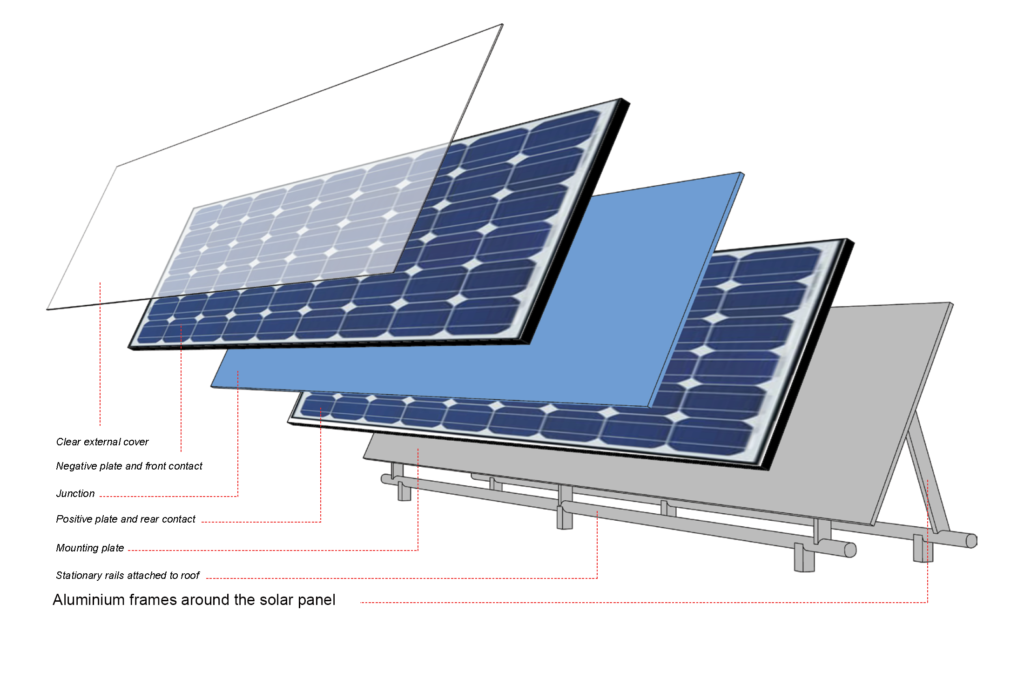 Clear external cover
Negative plate and front contact
Junction
Positive plate and rear contact
Mounting plate
Stationary rails attached to roof
Aluminium frames around the solar panel